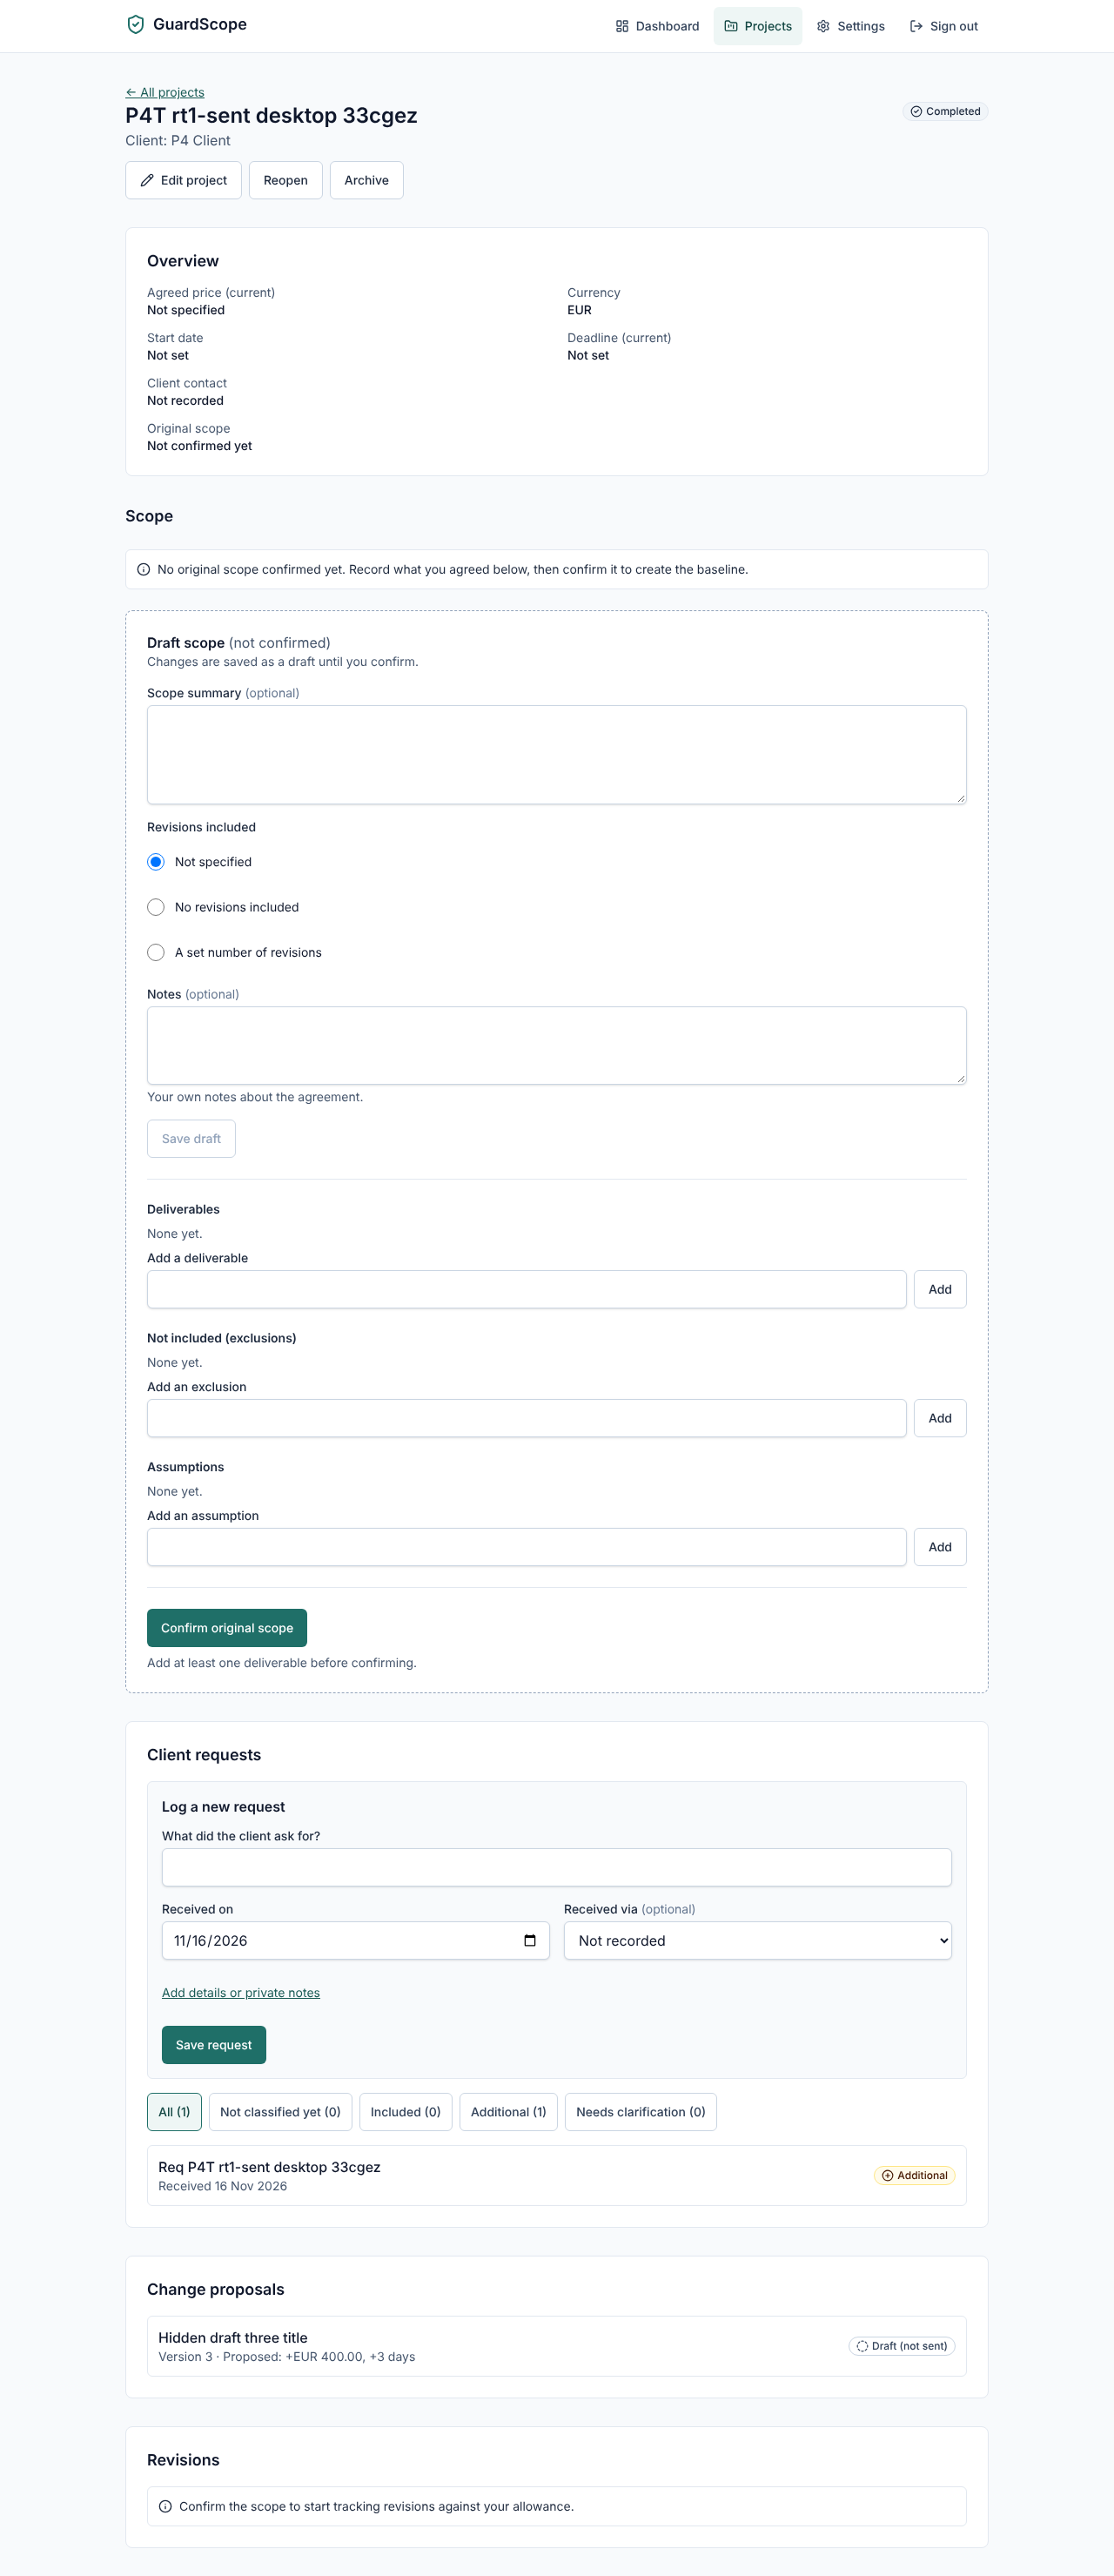 GuardScope
Dashboard
Projects
Settings
Sign out
← All projects
P4T rt1-sent desktop 33cgez
Completed
Client: P4 Client
Edit project
Reopen
Archive
Overview
Agreed price (current)
Not specified
Currency
EUR
Start date
Not set
Deadline (current)
Not set
Client contact
Not recorded
Original scope
Not confirmed yet
Scope
No original scope confirmed yet. Record what you agreed below, then confirm it to create the baseline.
Draft scope (not confirmed)
Changes are saved as a draft until you confirm.
Scope summary (optional)
Revisions included
Not specified
No revisions included
A set number of revisions
Notes (optional)
Your own notes about the agreement.
Save draft
Deliverables
None yet.
Add a deliverable
Add
Not included (exclusions)
None yet.
Add an exclusion
Add
Assumptions
None yet.
Add an assumption
Add
Confirm original scope
Add at least one deliverable before confirming.
Client requests
Log a new request
What did the client ask for?
Received on
11/16/2026
Received via (optional)
Not recorded
Add details or private notes
Save request
All (1)
Not classified yet (0)
Included (0)
Additional (1)
Needs clarification (0)
Req P4T rt1-sent desktop 33cgez
Received 16 Nov 2026
Additional
Change proposals
Hidden draft three title
Version 3 · Proposed: +EUR 400.00, +3 days
Draft (not sent)
Revisions
Confirm the scope to start tracking revisions against your allowance.